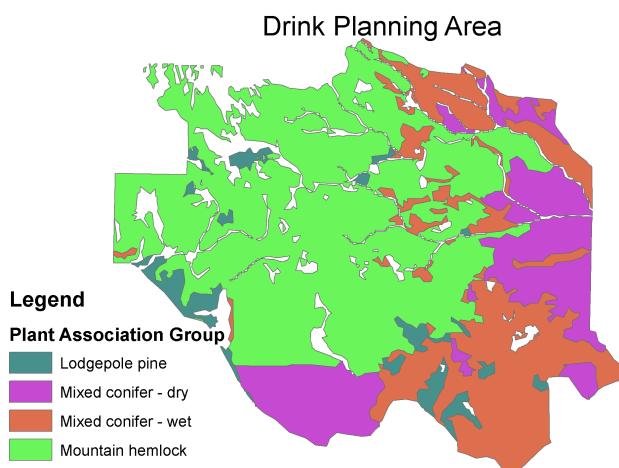 Drink Planning Area
Legend
Plant Association Group
Lodgepole pine
Mixed conifer - dry
Mixed conifer - wet
Mountain hemlock